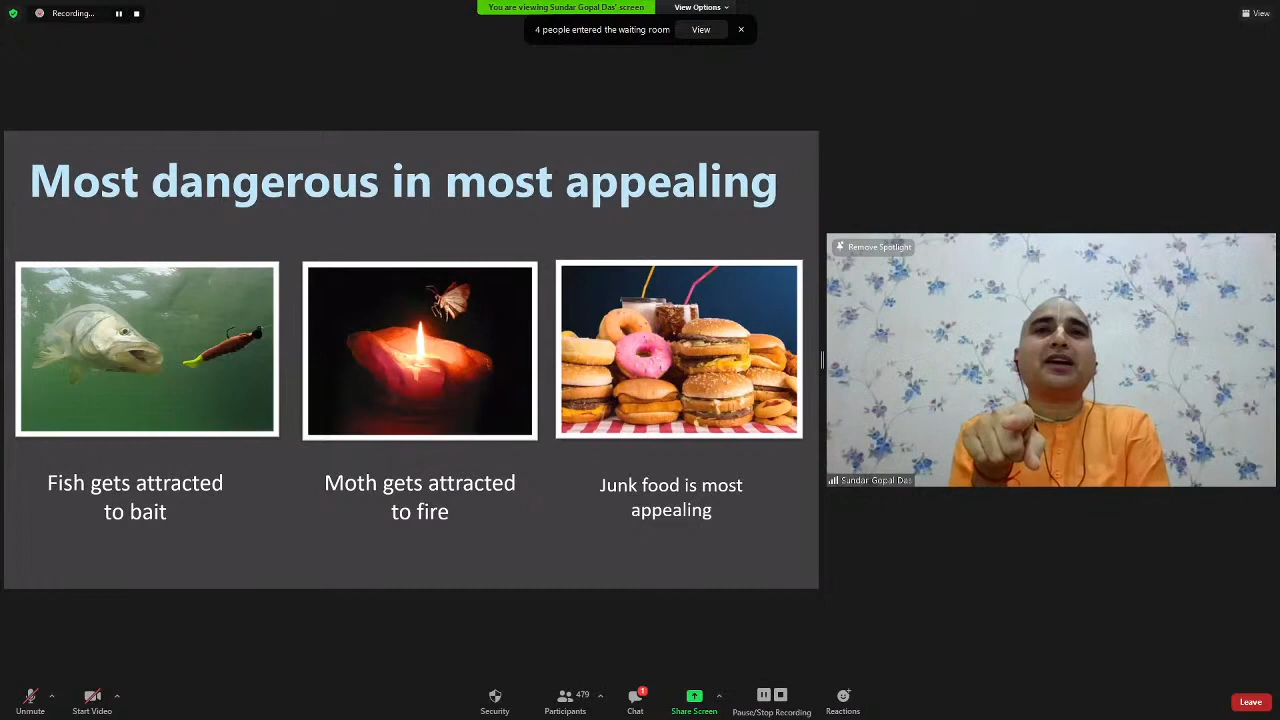 Recording...
You are viewing Sundar Gopal Das' screen
View Options
View
4 people entered the waiting room
View
Most dangerous in most appealing
Remove Spotlight
Fish gets attracted
to bait
Moth gets attracted
to fire
Junk food is most
appealing
Sundar Gopal Das
Unmute
Start Video
Security
479
Participants
1
Chat
Share Screen
Pause/Stop Recording
Reactions
Leave